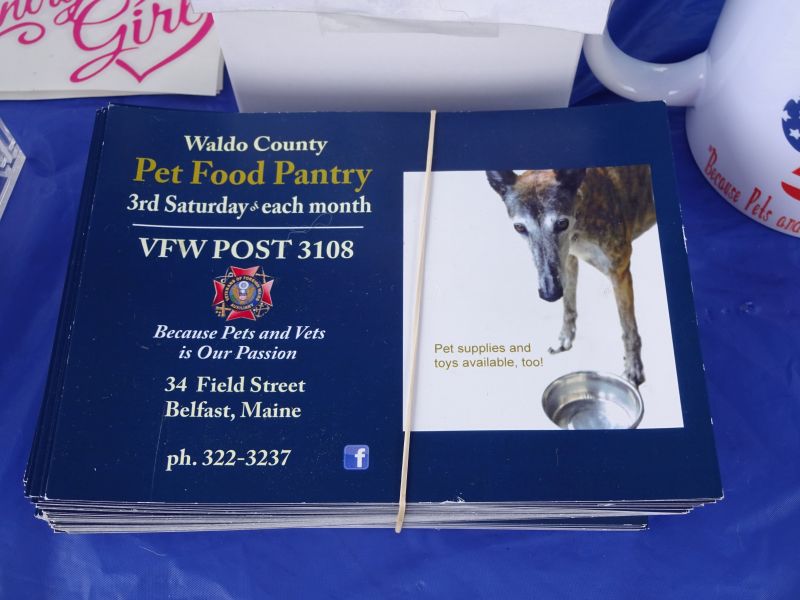 Girl
Waldo County
Pet Food Pantry
3rd Saturday of each month
VFW POST 3108
Because Pets and Vets
is Our Passion
34 Field Street
Belfast, Maine
ph. 322-3237
f
Pet supplies and
toys available, too!
"Because Pets and